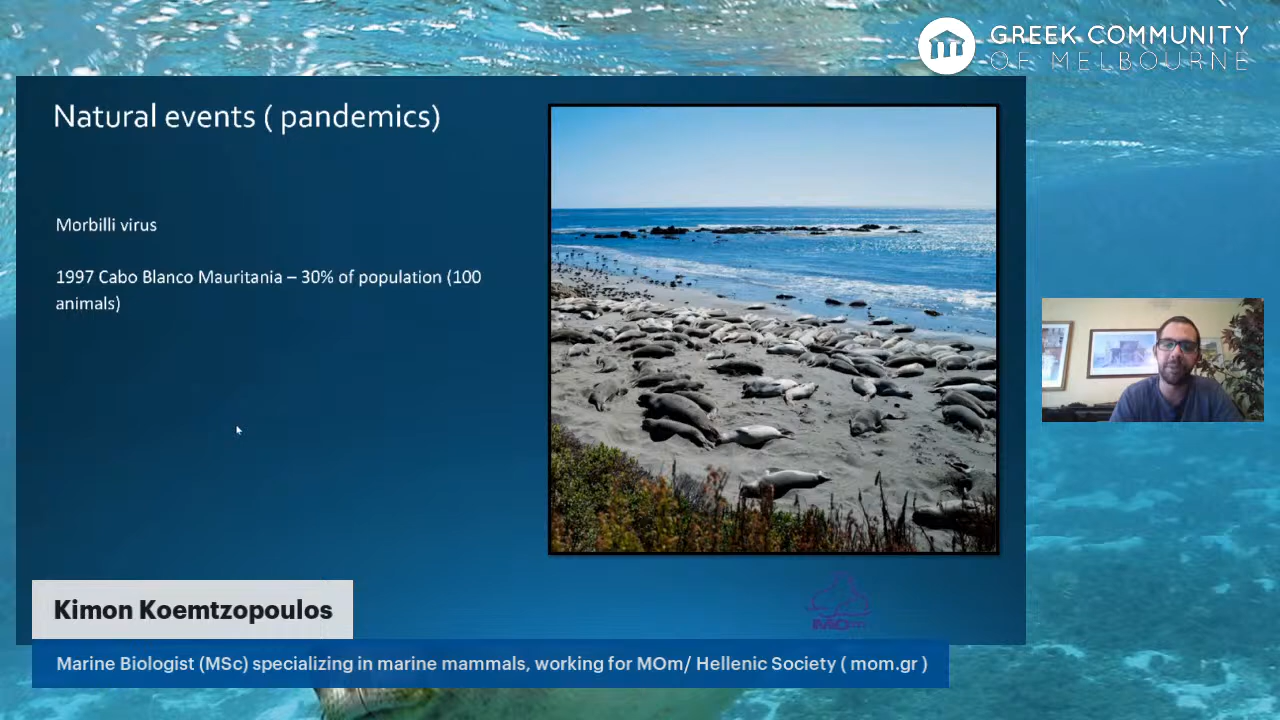 GREEK COMMUNITY
OF MELBOURNE
Natural events ( pandemics)
Morbilli virus
1997 Cabo Blanco Mauritania – 30% of population (100
animals)
MOm
Kimon Koemtzopoulos
Marine Biologist (MSc) specializing in marine mammals, working for MOm/ Hellenic Society ( mom.gr )